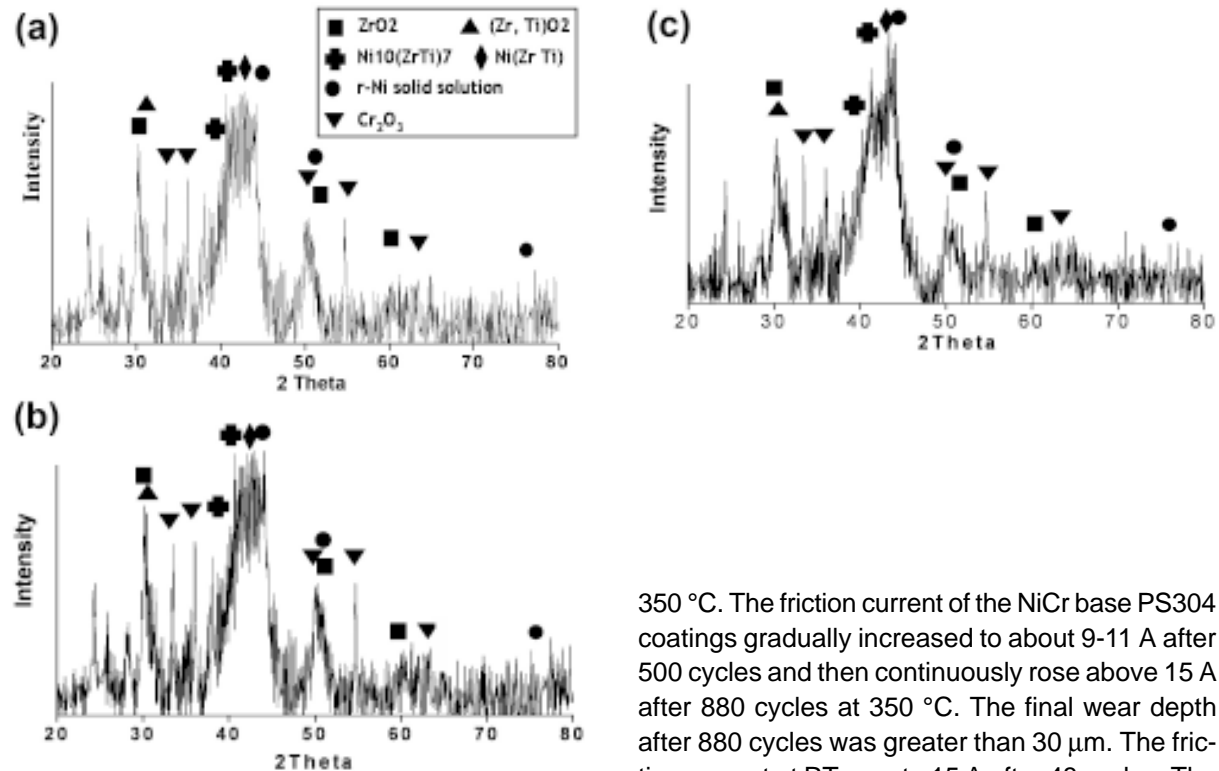 (a)
ZrO2
(Zr, Ti)O2
Ni10(ZrTi)7
Ni(Zr Ti)
r-Ni solid solution
Cr2O3
Intensity
20 30 40 50 60 70 80
2 Theta
(b)
Intensity
20 30 40 50 60 70 80
2Theta
(c)
Intensity
20 30 40 50 60 70 80
2Theta
350 °C. The friction current of the NiCr base PS304
coatings gradually increased to about 9-11 A after
500 cycles and then continuously rose above 15 A
after 880 cycles at 350 °C. The final wear depth
after 880 cycles was greater than 30 µm. The fric-